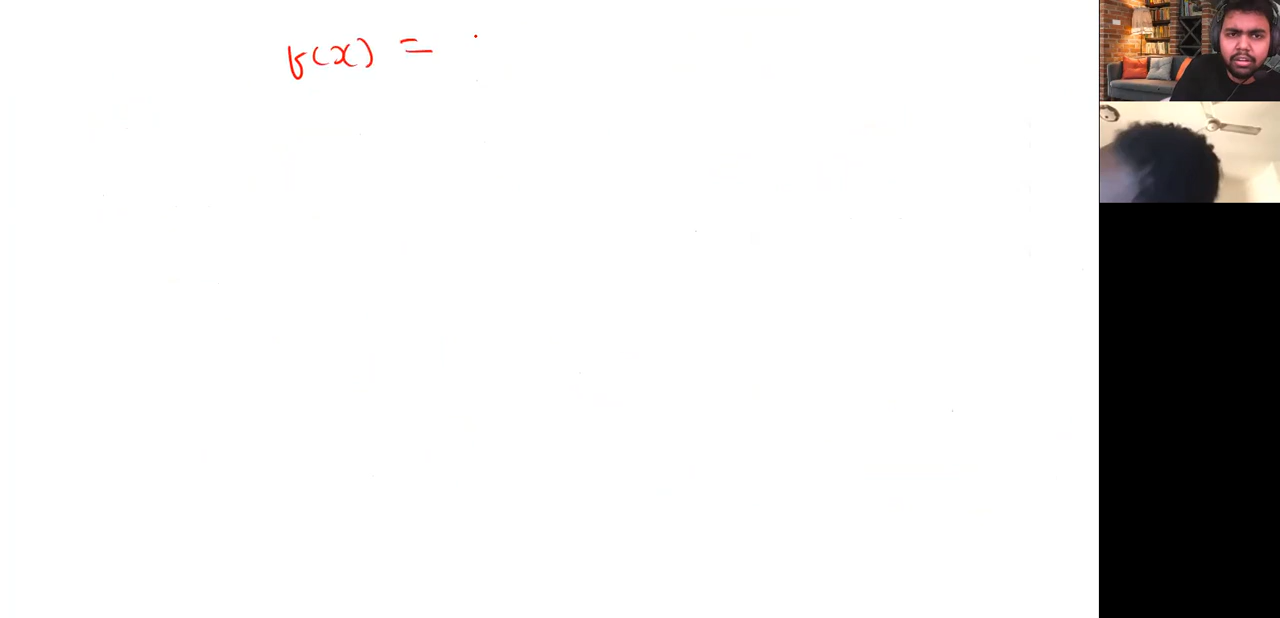 f(x) =